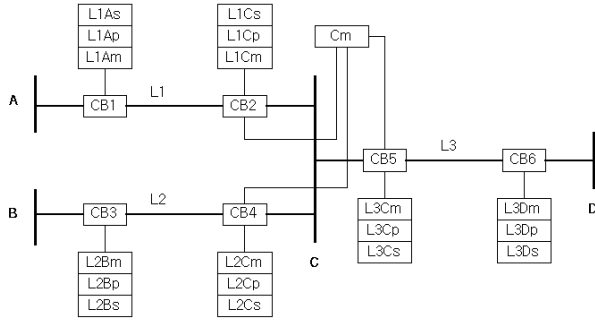 L1As
L1Cs
L1Ap
L1Cp
Cm
L1Am
L1Cm
L1
A
CB1
CB2
L3
CB5
CB6
L2
B
CB3
CB4
L3Cm
L3Dm
D
L3Cp
L3Dp
L2Bm
L2Cm
C
L3Cs
L3Ds
L2Bp
L2Cp
L2Bs
L2Cs